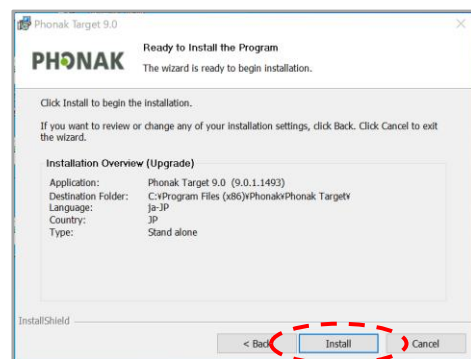 Phonak Target 9.0
PHONAK
Ready to Install the Program
The wizard is ready to begin installation.
Click Install to begin the installation.
If you want to review or change any of your installation settings, click Back. Click Cancel to exit
the wizard.
Installation Overview (Upgrade)
Application: Phonak Target 9.0 (9.0.1.1493)
Destination Folder: C:¥Program Files (x86)¥Phonak¥Phonak Target¥
Language: ja-JP
Country: JP
Type: Stand alone
InstallShield
< Back Install Cancel